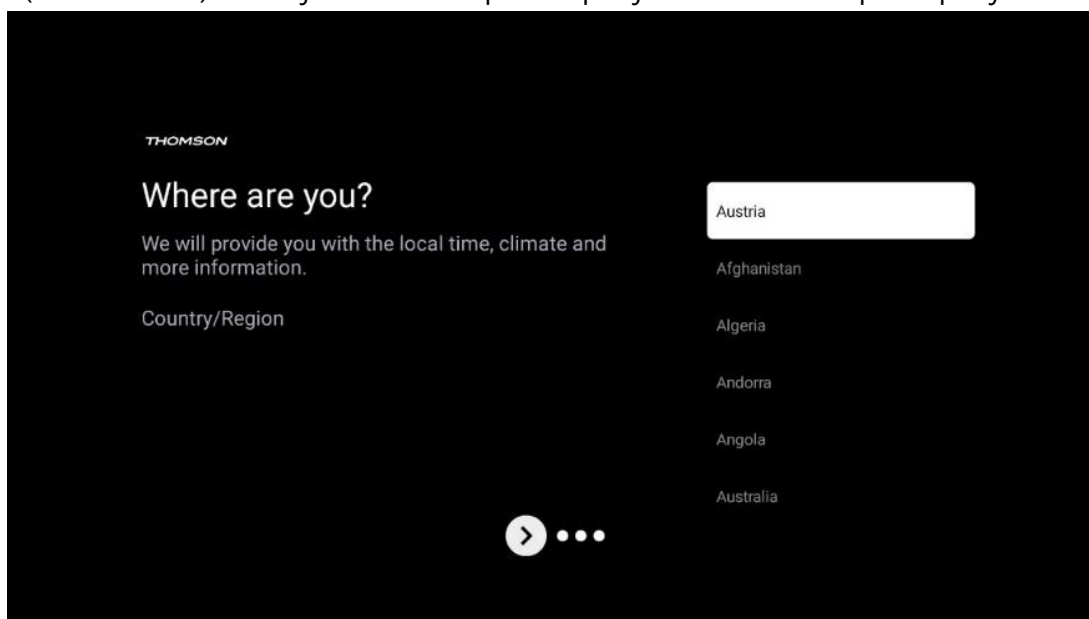 THOMSON
Where are you?
We will provide you with the local time, climate and
more information.
Country/Region
Austria
Afghanistan
Algeria
Andorra
Angola
Australia